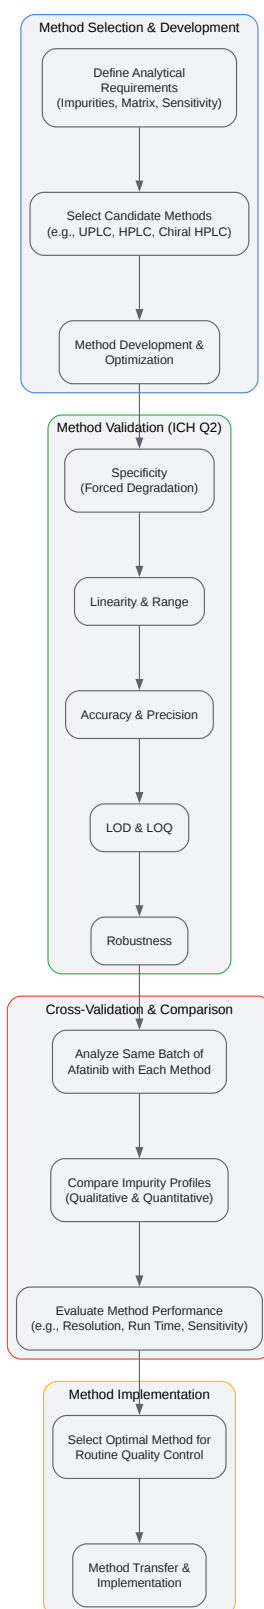 Method Selection & Development
Define Analytical
Requirements
(Impurities, Matrix, Sensitivity)
Select Candidate Methods
(e.g., UPLC, HPLC, Chiral HPLC)
Method Development &
Optimization
Method Validation (ICH Q2)
Specificity
(Forced Degradation)
Linearity & Range
Accuracy & Precision
LOD & LOQ
Robustness
Cross-Validation & Comparison
Analyze Same Batch of
Afatinib with Each Method
Compare Impurity Profiles
(Qualitative & Quantitative)
Evaluate Method Performance
(e.g., Resolution, Run Time, Sensitivity)
Method Implementation
Select Optimal Method for
Routine Quality Control
Method Transfer &
Implementation